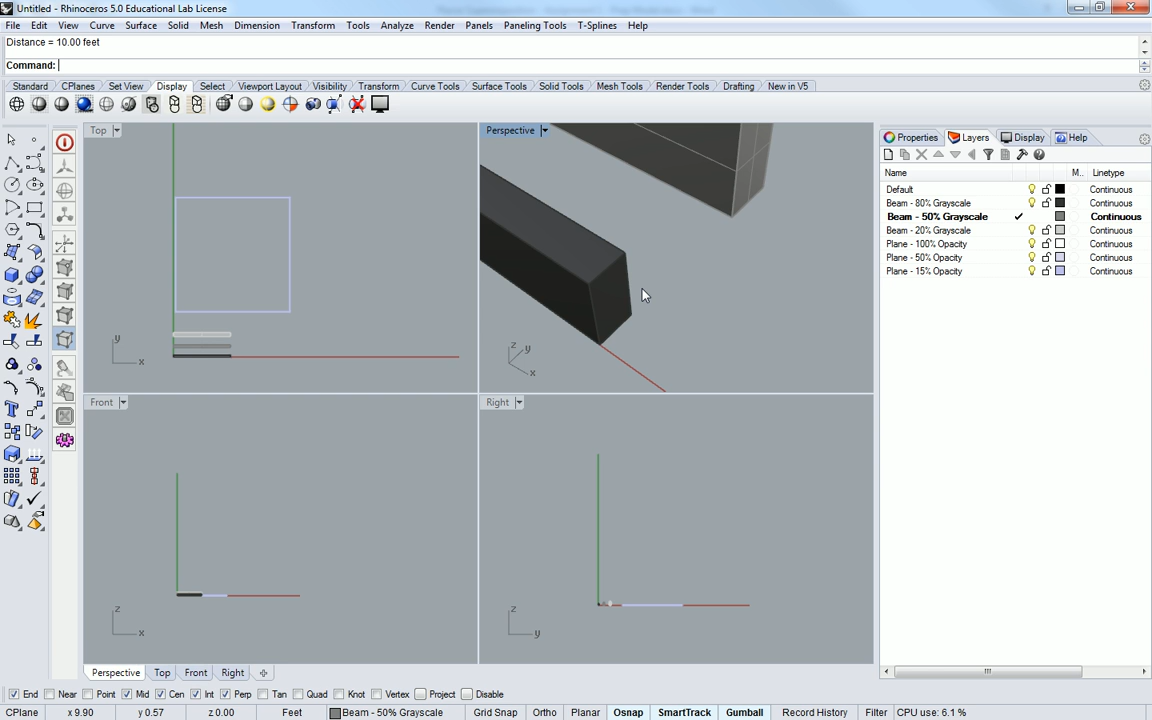 Untitled - Rhinoceros 5.0 Educational Lab License
File Edit View Curve Surface Solid Mesh Dimension Transform Tools Analyze Render Panels Paneling Tools T-Splines Help
Distance = 10.00 feet
Command:
Standard CPlanes Set View Display Select Viewport Layout Visibility Transform Curve Tools Surface Tools Solid Tools Mesh Tools Render Tools Drafting New in V5
Top
Perspective
Properties Layers Display Help
Name M.. Linetype
Default Continuous
Beam - 80% Grayscale Continuous
Beam - 50% Grayscale Continuous
Beam - 20% Grayscale Continuous
Plane - 100% Opacity Continuous
Plane - 50% Opacity Continuous
Plane - 15% Opacity Continuous
y
x
z
y
x
Front
Right
z
x
z
y
Perspective Top Front Right
End Near Point Mid Cen Int Perp Tan Quad Knot Vertex Project Disable
CPlane x 9.90 y 0.57 z 0.00 Feet Beam - 50% Grayscale Grid Snap Ortho Planar Osnap SmartTrack Gumball Record History Filter CPU use: 6.1 %